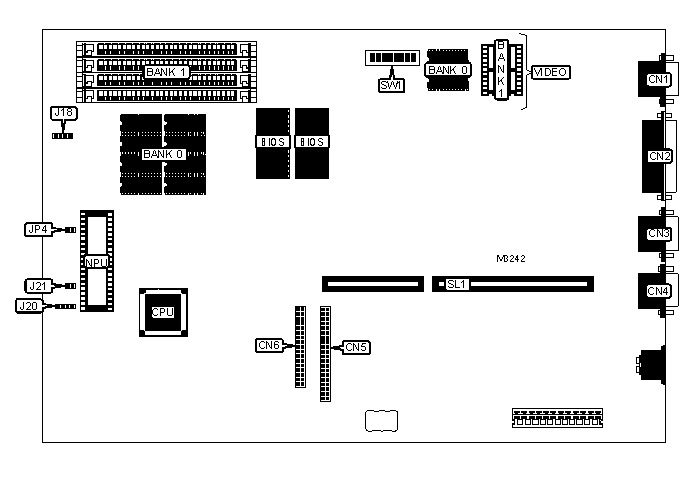 BANK 1
SW1
BANK 0
BANK 1
VIDEO
CN1
J18
BANK 0
BIOS
BIOS
CN2
JP4
NPU
CN3
MB242
J21
SL1
CN4
J20
CPU
CN6
CN5